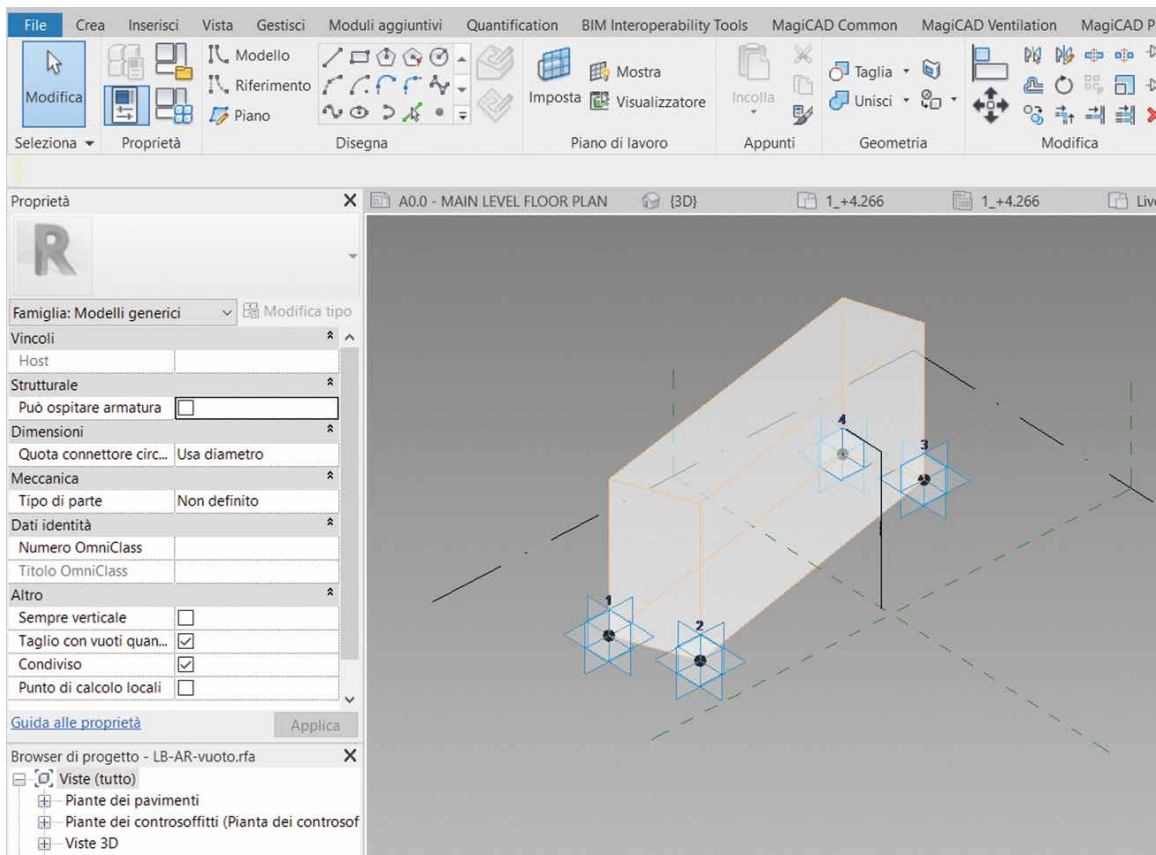 File Crea Inserisci Vista Gestisci Moduli aggiuntivi Quantification BIM Interoperability Tools MagiCAD Common MagiCAD Ventilation MagiCAD P
Modifica
Modello
Riferimento
Piano
Imposta
Mostra
Visualizzatore
Incolla
Taglia
Unisci
Seleziona Proprietà Disegna Piano di lavoro Appunti Geometria Modifica
Proprietà
A0.0 - MAIN LEVEL FLOOR PLAN {3D} 1_+4.266 1_+4.266 Live
R
Famiglia: Modelli generici Modifica tipo
Vincoli
Host
Strutturale
Può ospitare armatura
Dimensioni
Quota connettore circ... Usa diametro
Meccanica
Tipo di parte Non definito
Dati identità
Numero OmniClass
Titolo OmniClass
Altro
Sempre verticale
Taglio con vuoti quan...
Condiviso
Punto di calcolo locali
Guida alle proprietà Applica
Browser di progetto - LB-AR-vuoto.rfa
Viste (tutto)
Piante dei pavimenti
Piante dei controsoffitti (Pianta dei controsof
Viste 3D
4
3
1
2